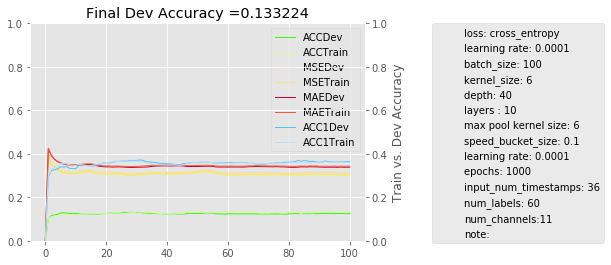 Final Dev Accuracy =0.133224
1.0
0.8
0.6
0.4
0.2
0.0
0
20
40
60
80
100
ACCDev
ACCTrain
MSEDev
MSETrain
MAEDev
MAETrain
ACC1Dev
ACC1Train
1.0
0.8
0.6
0.4
0.2
0.0
Train vs. Dev Accuracy
loss: cross_entropy
learning rate: 0.0001
batch_size: 100
kernel_size: 6
depth: 40
layers : 10
max pool kernel size: 6
speed_bucket_size: 0.1
learning rate: 0.0001
epochs: 1000
input_num_timestamps: 36
num_labels: 60
num_channels:11
note: